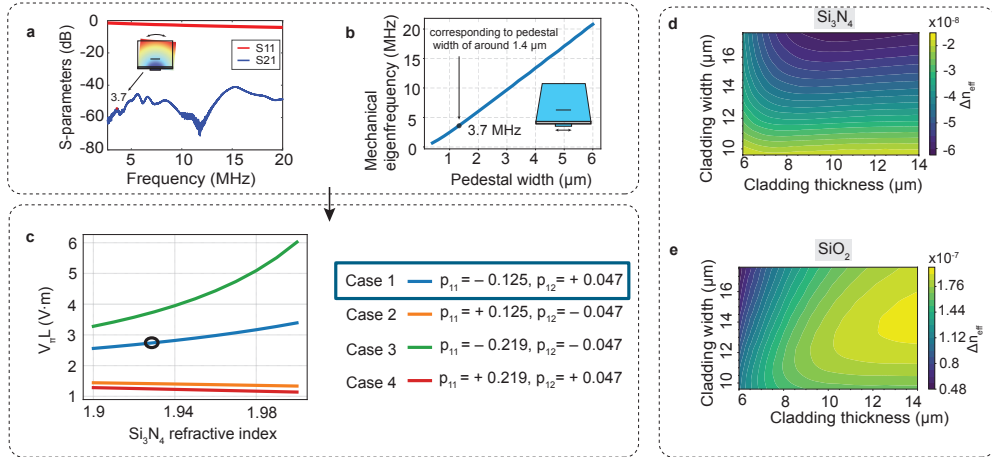 a
S-parameters (dB)
0
-20
-40
-60
-80
S11
S21
3.7
5
10
15
20
Frequency (MHz)
b
Mechanical
eigenfrequency (MHz)
20
15
10
5
0
corresponding to pedestal
width of around 1.4 µm
3.7 MHz
1
2
3
4
5
6
Pedestal width (µm)
c
VπL (V·m)
6
5
4
3
2
1
1.9
1.94
1.98
Si₃N₄ refractive index
Case 1 p₁₁ = − 0.125, p₁₂ = + 0.047
Case 2 p₁₁ = + 0.125, p₁₂ = − 0.047
Case 3 p₁₁ = − 0.219, p₁₂ = − 0.047
Case 4 p₁₁ = + 0.219, p₁₂ = + 0.047
d
Si₃N₄
Cladding width (µm)
16
14
12
10
6
8
10
12
14
Cladding thickness (µm)
x10⁻⁸
-1
-2
-3
-4
-5
-6
Δn_eff
e
SiO₂
Cladding width (µm)
16
14
12
10
6
8
10
12
14
Cladding thickness (µm)
x10⁻⁷
1.76
1.44
1.12
0.8
0.48
Δn_eff